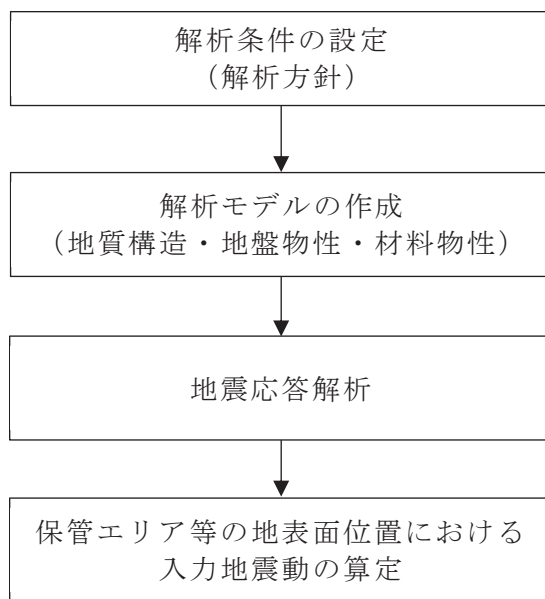 解析条件の設定
（解析方針）
解析モデルの作成
（地質構造・地盤物性・材料物性）
地震応答解析
保管エリア等の地表面位置における
入力地震動の算定